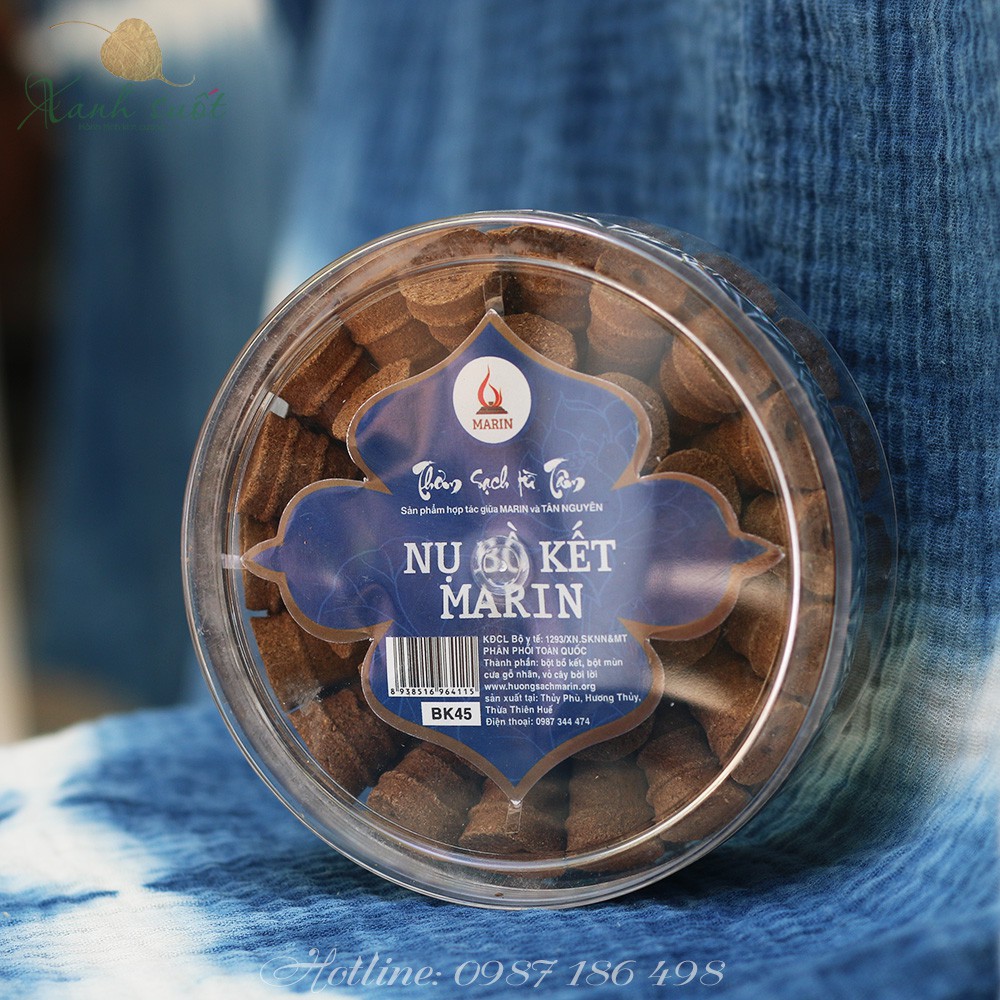 Xanh suốt
MARIN
Thơm Sạch Từ Tâm
Sản phẩm hợp tác giữa MARIN và TÂN NGUYÊN
NỤ BỒ KẾT
MARIN
KĐCL Bộ y tế: 1293/XN.SKNN&MT
PHÂN PHỐI TOÀN QUỐC
Thành phần: bột bồ kết, bột mùn
cưa gỗ nhãn, vỏ cây bời lời
www.huongsachmarin.org
sản xuất tại: Thủy Phù, Hương Thủy,
Thừa Thiên Huế
Điện thoại: 0987 344 474
8 938516 964115
BK45
Hotline: 0987 186 498